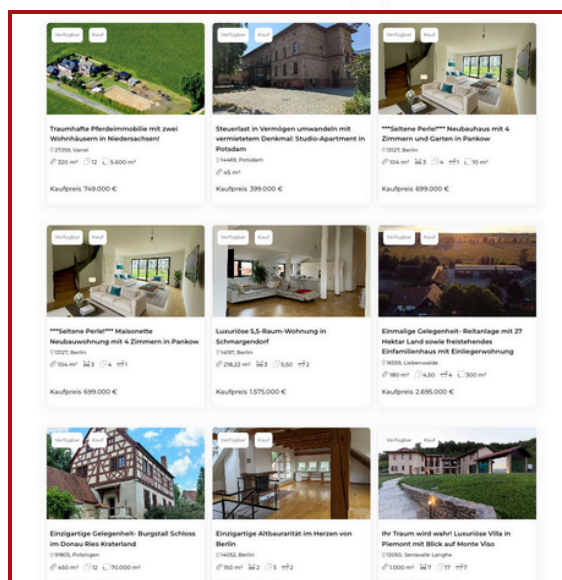 Verfügbar Kauf
Traumhafte Pferdeimmobilie mit zwei
Wohnhäusern in Niedersachsen!
27259, Varrel
320 m² 12 5.600 m²
Kaufpreis 749.000 €
Verfügbar Kauf
Steuerlast in Vermögen umwandeln mit
vermietetem Denkmal: Studio-Apartment in
Potsdam
14469, Potsdam
45 m²
Kaufpreis 399.000 €
Verfügbar Kauf
***Seltene Perle!*** Neubauhaus mit 4
Zimmern und Garten in Pankow
13127, Berlin
104 m² 3 4 1 10 m²
Kaufpreis 699.000 €
Verfügbar Kauf
***Seltene Perle!*** Maisonette
Neubauwohnung mit 4 Zimmern in Pankow
13127, Berlin
104 m² 3 4 1
Kaufpreis 699.000 €
Verfügbar Kauf
Luxuriöse 5,5-Raum-Wohnung in
Schmargendorf
14197, Berlin
218,22 m² 3 5,50 2
Kaufpreis 1.575.000 €
Verfügbar Kauf
Einmalige Gelegenheit- Reitanlage mit 27
Hektar Land sowie freistehendes
Einfamilienhaus mit Einliegerwohnung
16559, Liebenwalde
180 m² 4,50 4 300 m²
Kaufpreis 2.695.000 €
Verfügbar Kauf
Einzigartige Gelegenheit- Burgstall Schloss
im Donau Ries Kraterland
91805, Polsingen
450 m² 12 70.000 m²
Verfügbar Kauf
Einzigartige Altbaurarität im Herzen von
Berlin
14052, Berlin
150 m² 2 3 2
Verfügbar Kauf
Ihr Traum wird wahr! Luxuriöse Villa in
Piemont mit Blick auf Monte Viso
12050, Serravalle Langhe
1.000 m² 7 17 7